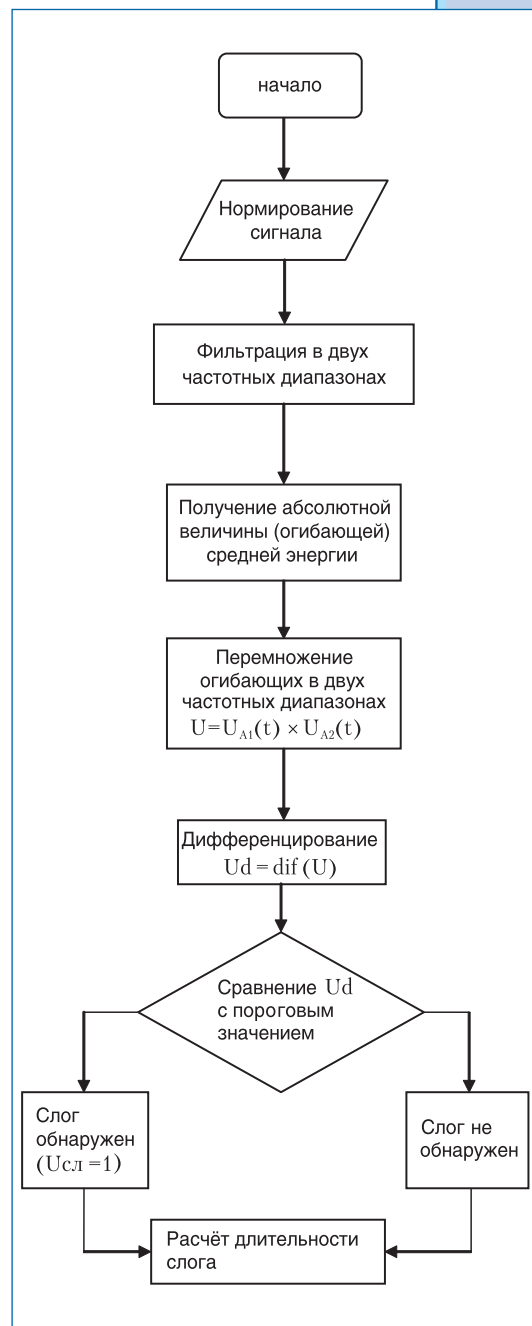 начало
Нормирование
сигнала
Фильтрация в двух
частотных диапазонах
Получение абсолютной
величины (огибающей)
средней энергии
Перемножение
огибающих в двух
частотных диапазонах
U=U_A1(t) × U_A2(t)
Дифференцирование
Ud = dif (U)
Сравнение Ud
с пороговым
значением
Слог
обнаружен
(Uсл =1)
Слог не
обнаружен
Расчёт длительности
слога